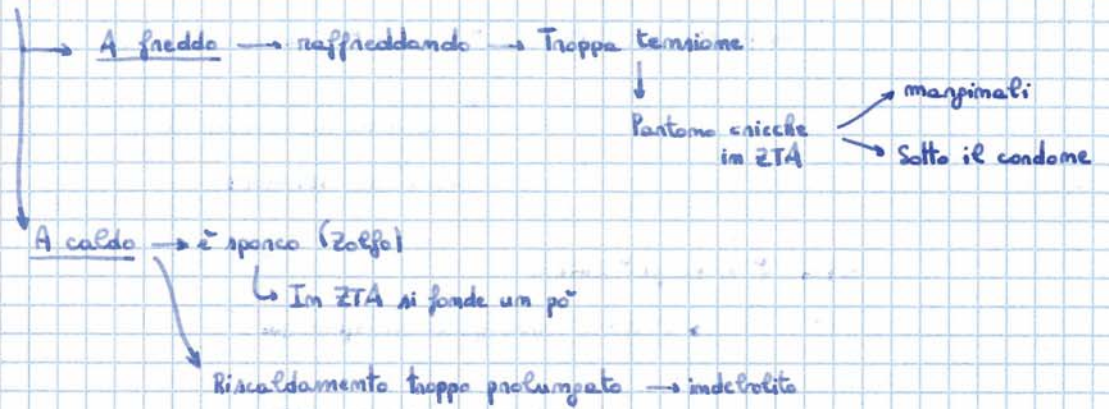 A freddo → raffreddando → Troppa tensione
Partono cricche → marginali
in ZTA → Sotto il cordone
A caldo → è sporco (Zolfo)
↳ In ZTA si fonde un pò
Riscaldamento troppo prolungato → indebolito